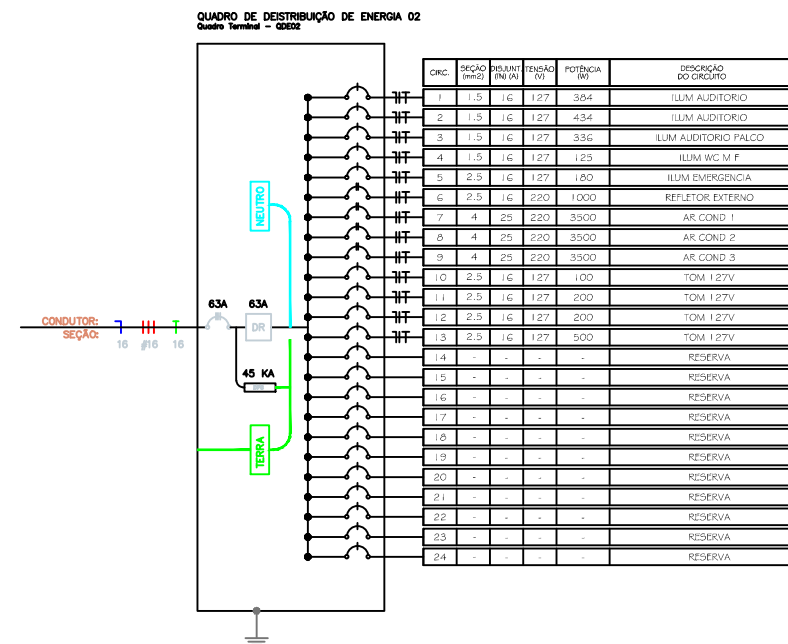 QUADRO DE DEISTRIBUIÇÃO DE ENERGIA 02
Quadro Terminal - QDE02
CIRC. SEÇÃO (mm2) DISJUNT. (IN) (A) TENSÃO (V) POTÊNCIA (W) DESCRIÇÃO DO CIRCUITO
1 1.5 16 127 384 ILUM AUDITORIO
2 1.5 16 127 434 ILUM AUDITORIO
3 1.5 16 127 336 ILUM AUDITORIO PALCO
4 1.5 16 127 125 ILUM WC M F
5 2.5 16 127 180 ILUM EMERGENCIA
6 2.5 16 220 1000 REFLETOR EXTERNO
7 4 25 220 3500 AR COND 1
8 4 25 220 3500 AR COND 2
9 4 25 220 3500 AR COND 3
10 2.5 16 127 100 TOM 127V
11 2.5 16 127 200 TOM 127V
12 2.5 16 127 200 TOM 127V
13 2.5 16 127 500 TOM 127V
14 - - - - RESERVA
15 - - - - RESERVA
16 - - - - RESERVA
17 - - - - RESERVA
18 - - - - RESERVA
19 - - - - RESERVA
20 - - - - RESERVA
21 - - - - RESERVA
22 - - - - RESERVA
23 - - - - RESERVA
24 - - - - RESERVA
NEUTRO
63A 63A
DR
CONDUTOR:
SEÇÃO: 16 #16 16
45 KA
TERRA